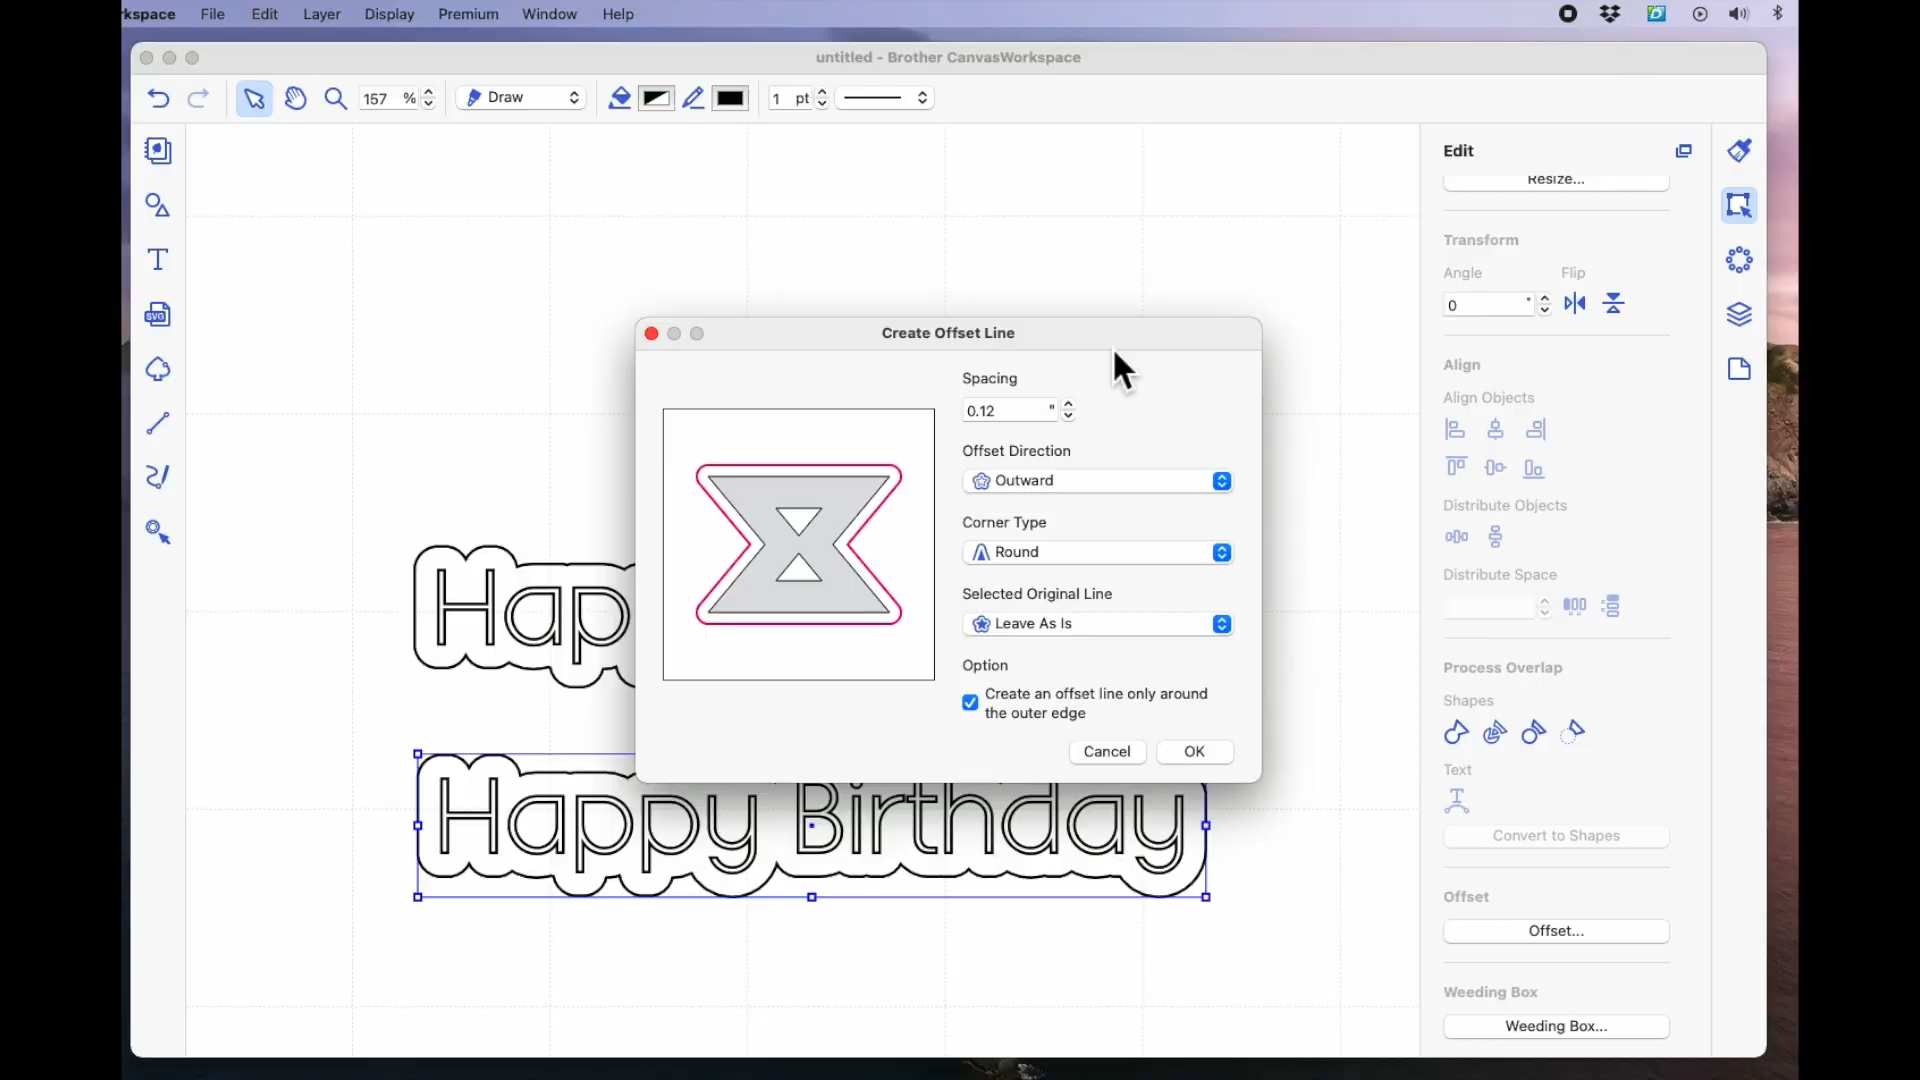 rkspace File Edit Layer Display Premium Window Help
untitled - Brother CanvasWorkspace
157 % Draw 1 pt
Edit
Resize...
Transform
Angle Flip
0 °
Align
Align Objects
Distribute Objects
Distribute Space
Process Overlap
Shapes
Text
Convert to Shapes
Offset
Offset...
Weeding Box
Weeding Box...
SVG
Create Offset Line
Spacing
0.12 "
Offset Direction
Outward
Corner Type
Round
Selected Original Line
Leave As Is
Option
Create an offset line only around
the outer edge
Cancel OK
Hap
Happy Birthday